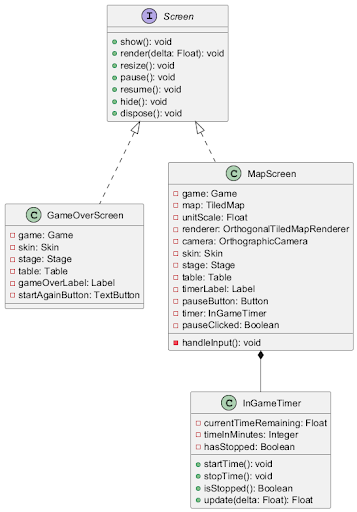 I Screen
show(): void
render(delta: Float): void
resize(): void
pause(): void
resume(): void
hide(): void
dispose(): void
C GameOverScreen
game: Game
skin: Skin
stage: Stage
table: Table
gameOverLabel: Label
startAgainButton: TextButton
C MapScreen
game: Game
map: TiledMap
unitScale: Float
renderer: OrthogonalTiledMapRenderer
camera: OrthographicCamera
skin: Skin
stage: Stage
table: Table
timerLabel: Label
pauseButton: Button
timer: InGameTimer
pauseClicked: Boolean
handleInput(): void
C InGameTimer
currentTimeRemaining: Float
timeInMinutes: Integer
hasStopped: Boolean
startTime(): void
stopTime(): void
isStopped(): Boolean
update(delta: Float): Float